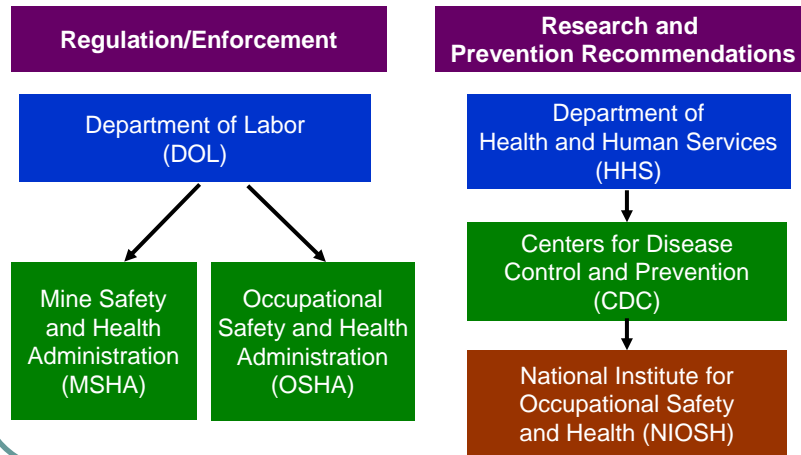 Regulation/Enforcement
Research and
Prevention Recommendations
Department of Labor
(DOL)
Department of
Health and Human Services
(HHS)
Mine Safety
and Health
Administration
(MSHA)
Occupational
Safety and Health
Administration
(OSHA)
Centers for Disease
Control and Prevention
(CDC)
National Institute for
Occupational Safety
and Health (NIOSH)